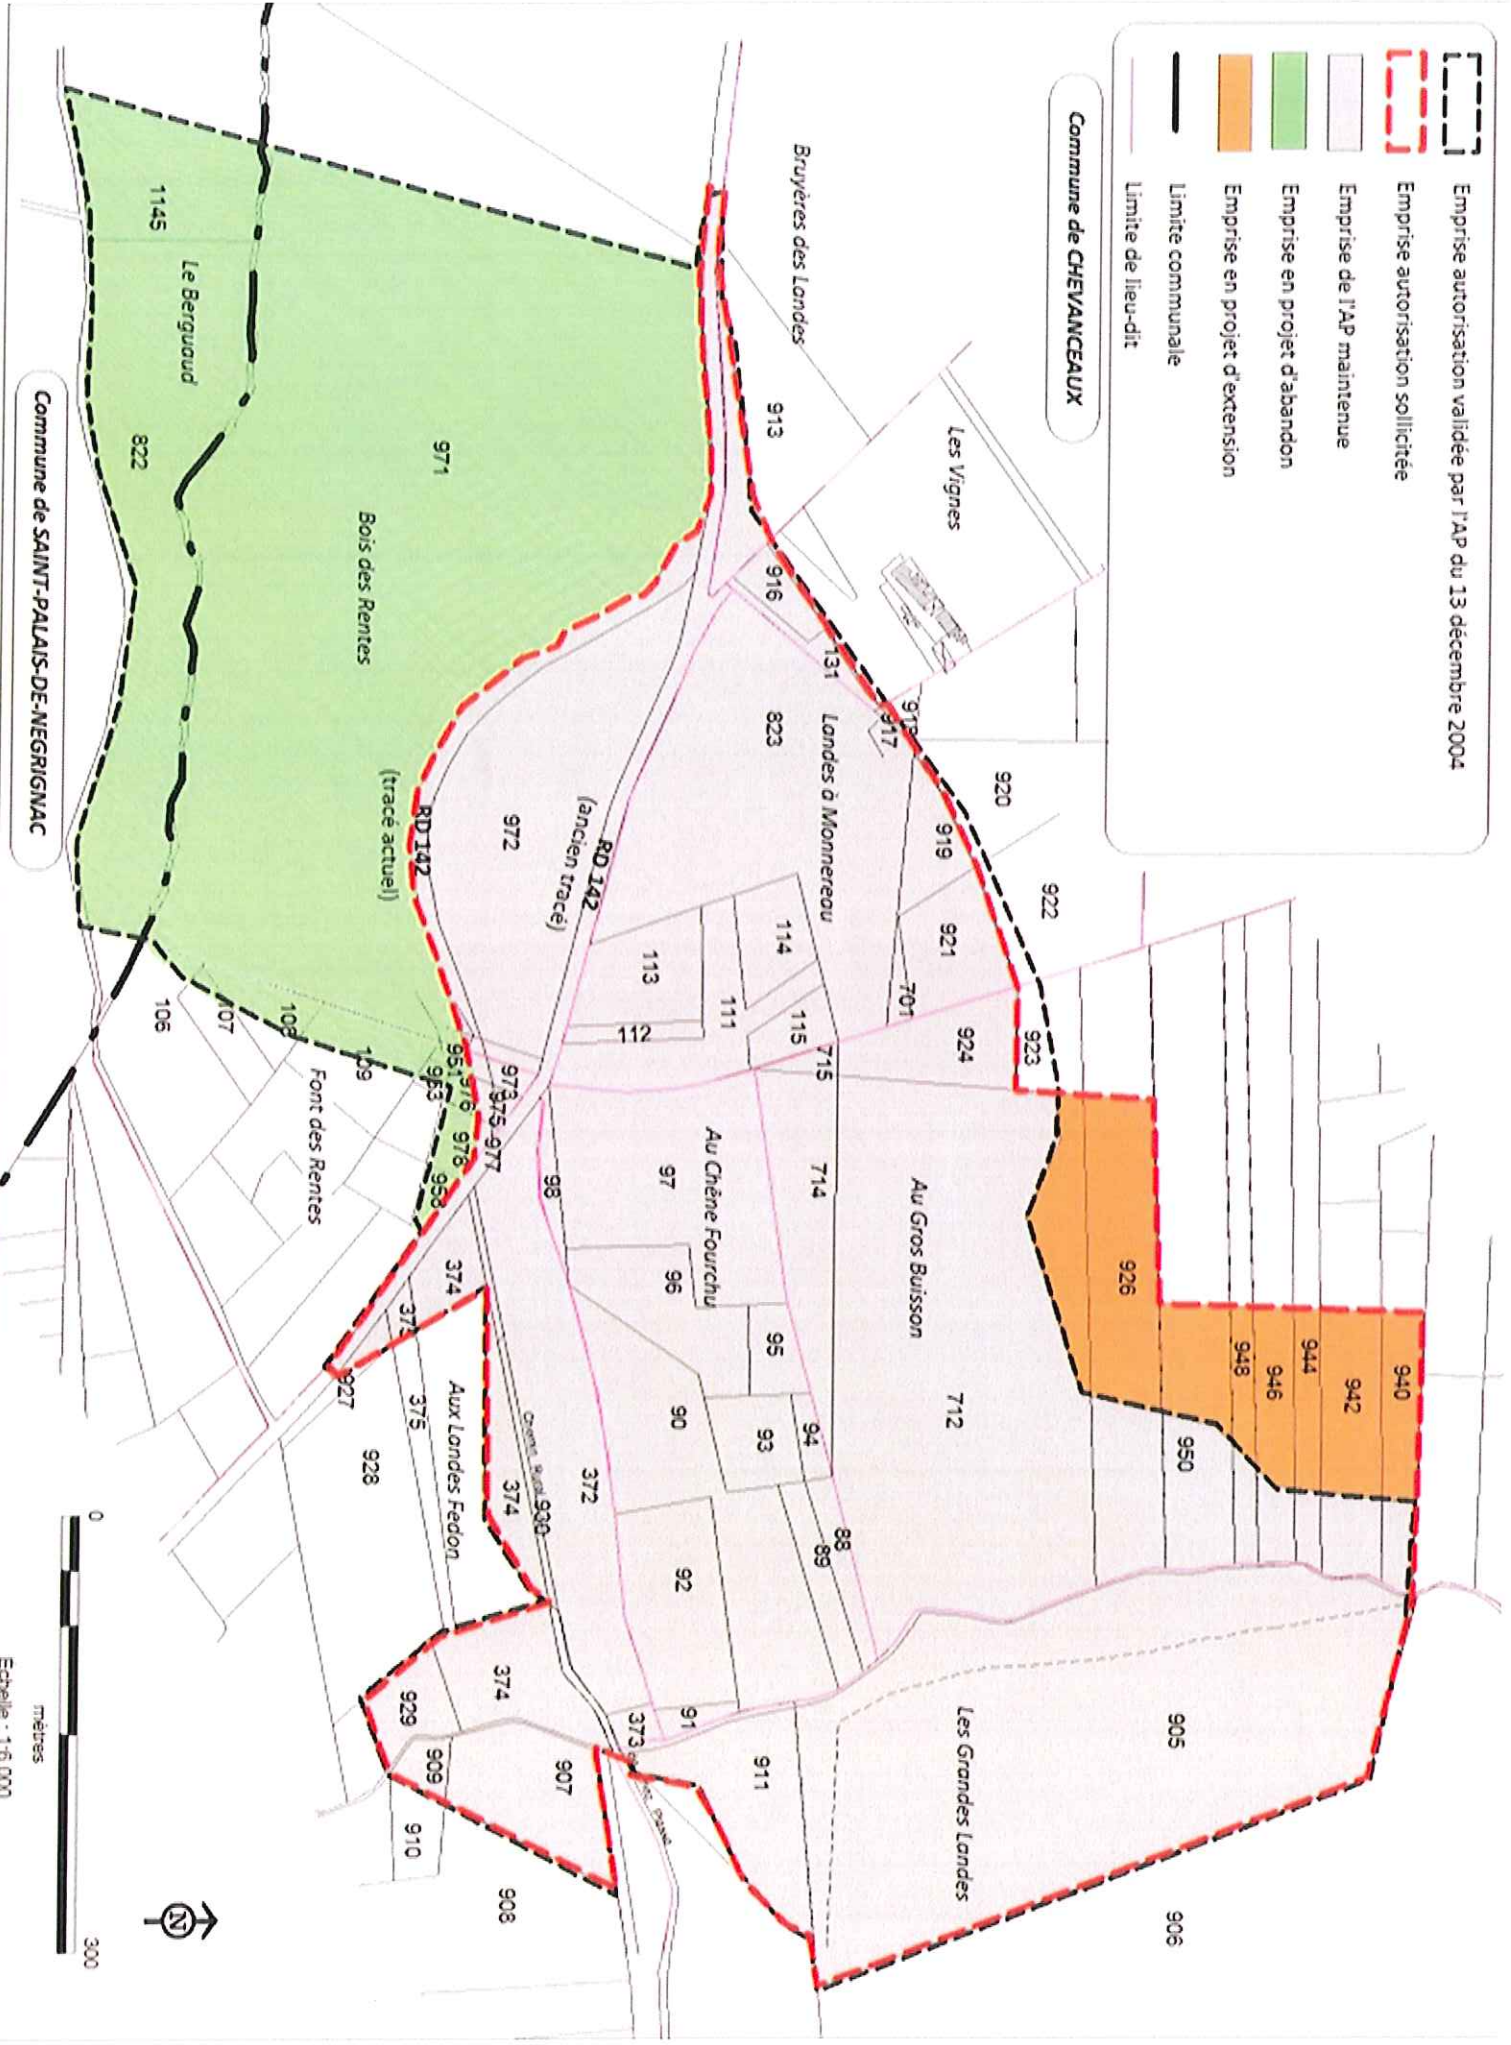 Emprise autorisation validée par l'AP du 13 décembre 2004
Emprise autorisation sollicitée
Emprise de l'AP maintenue
Emprise en projet d'abandon
Emprise en projet d'extension
Limite communale
Limite de lieu-dit
Commune de CHEVANCEAUX
Bruyères des Landes
913
Les Vignes
916
131
917
918
823
Landes à Monnereau
920
919
922
921
701
923
924
926
940
942
944
946
948
950
114
113
111
112
115
715
714
Au Gros Buisson
712
Au Chêne Fourchu
97
98
96
95
94
93
90
92
89
88
91
372
373
911
905
Les Grandes Landes
906
RD 142
(ancien tracé)
972
RD 142
(tracé actuel)
971
Bois des Rentes
1145
Le Berguaud
822
Commune de SAINT-PALAIS-DE-NEGRIGNAC
106
107
108
109
951
953
976
973
975
977
978
958
Font des Rentes
374
375
927
928
Aux Landes Fedon
374
930
374
929
909
907
910
908
N
0
300
mètres
Echelle : 1:6 000